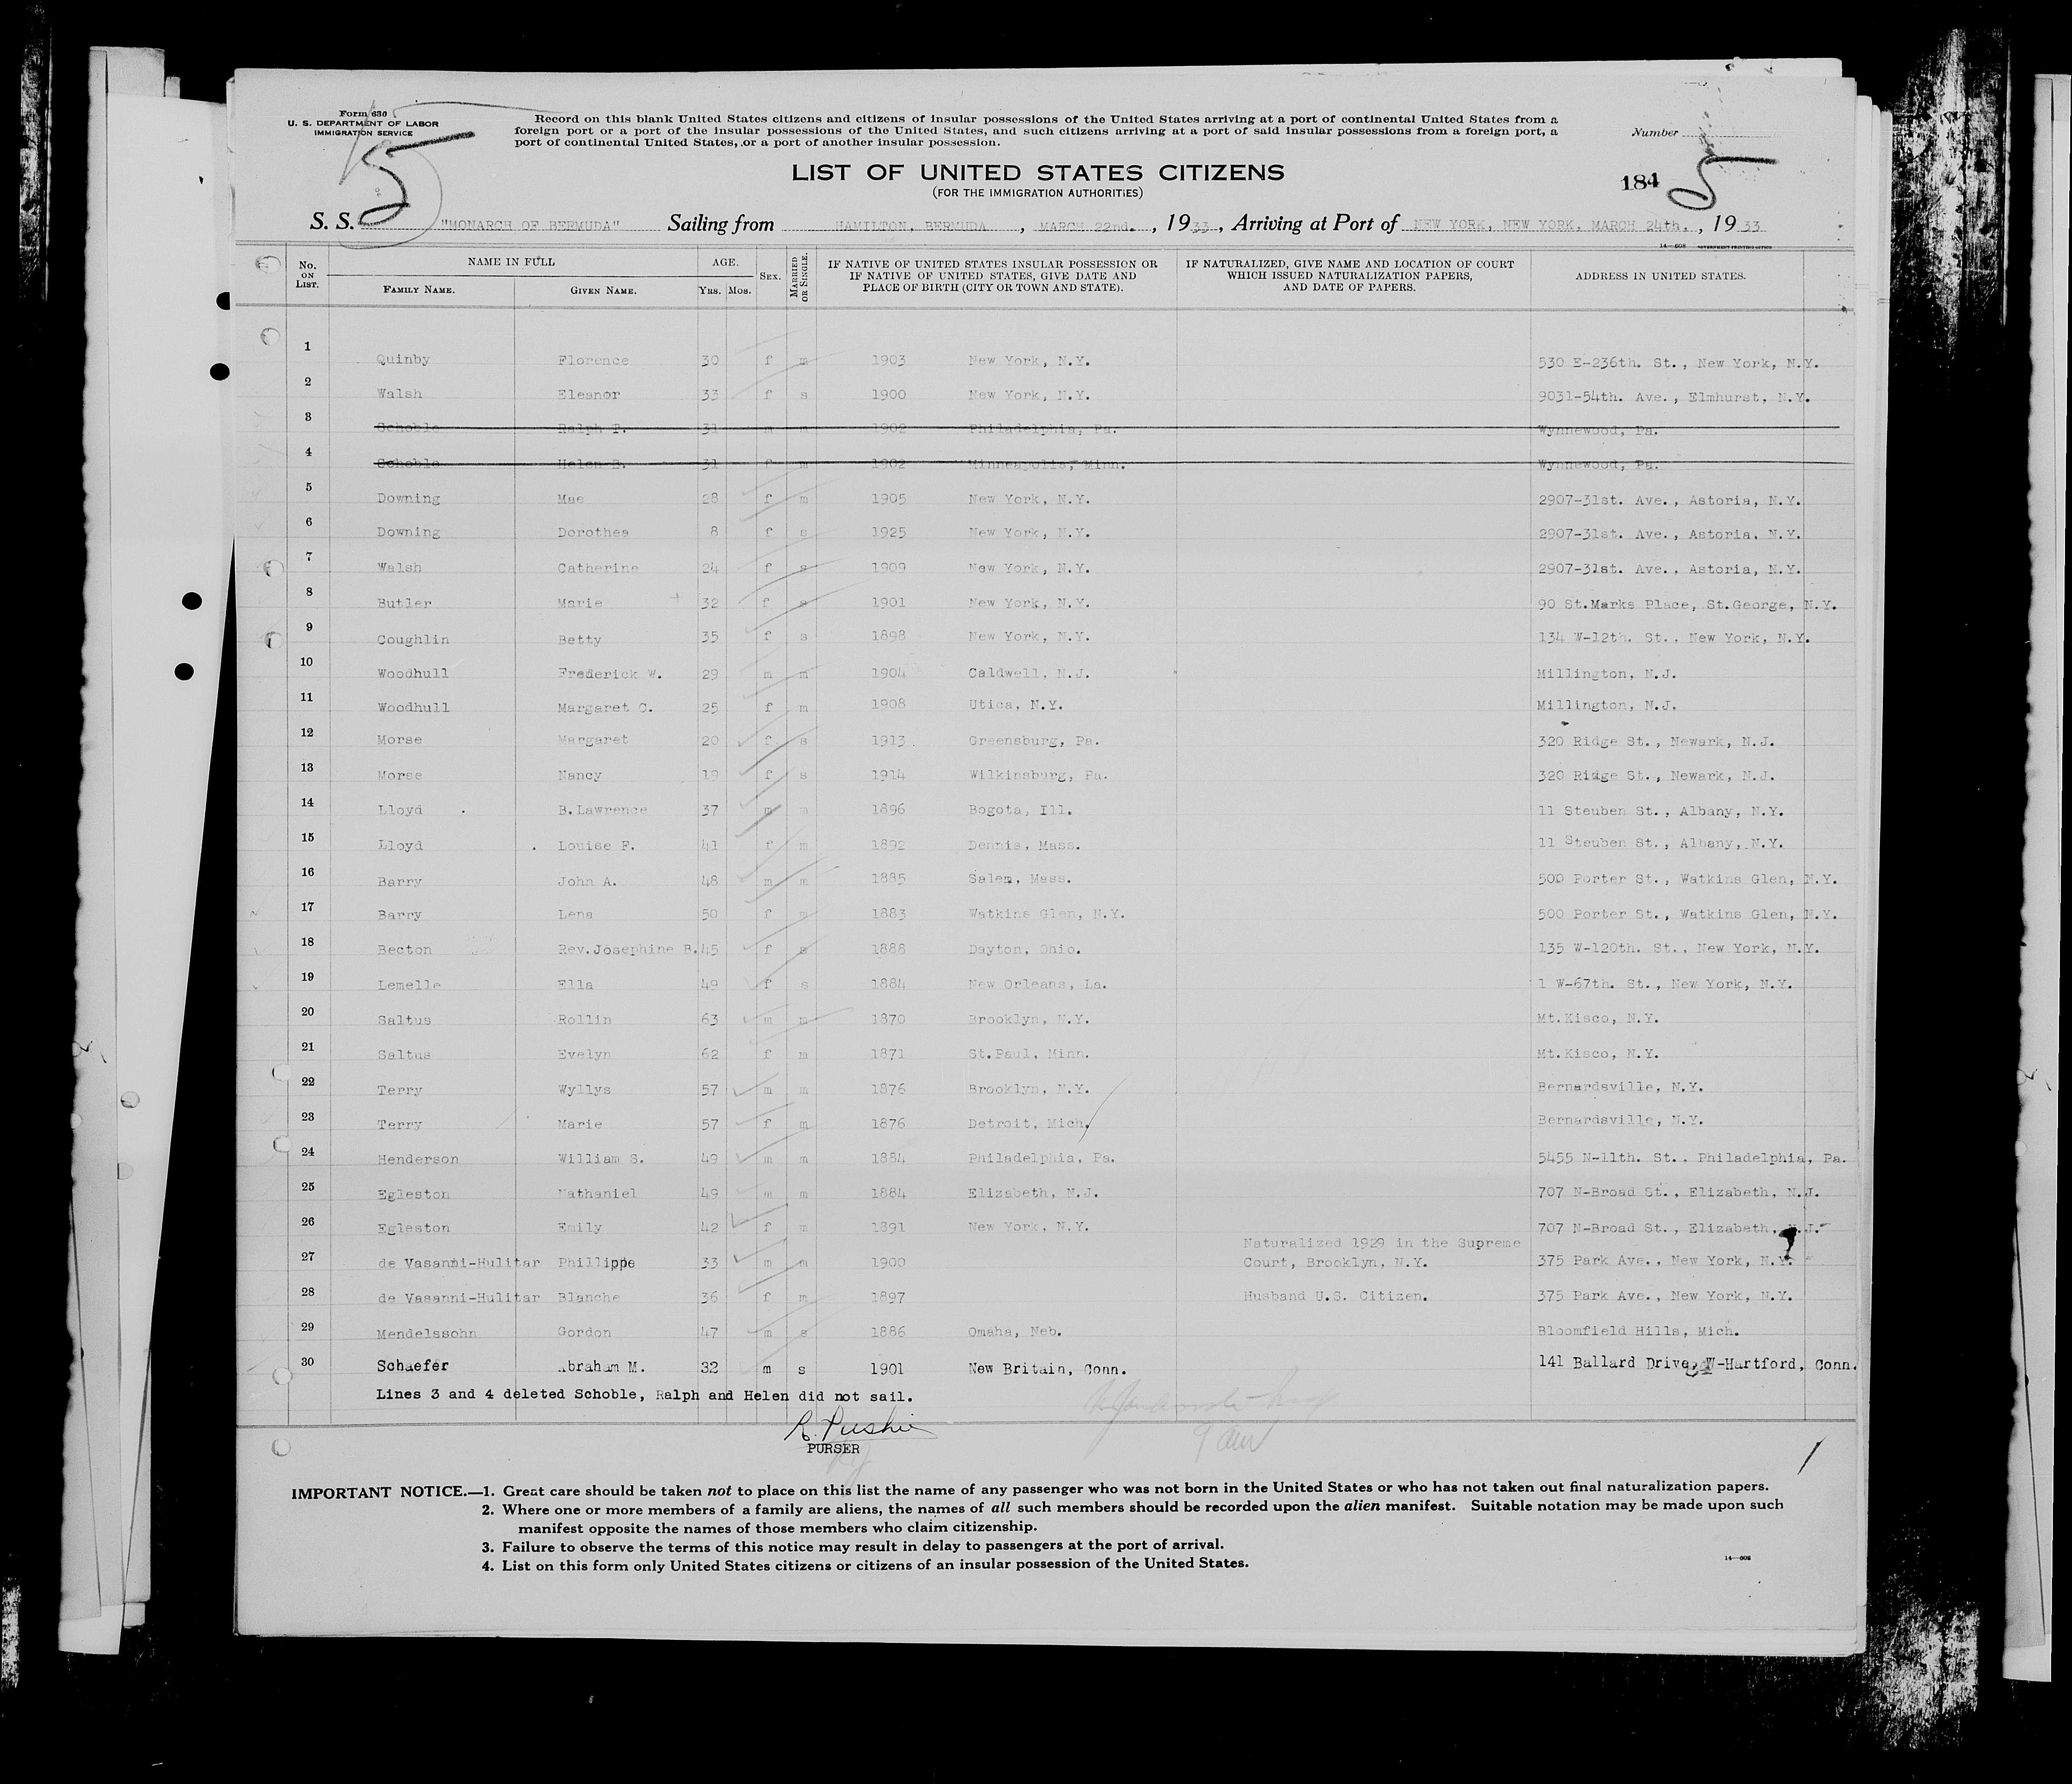 Form 630
U. S. DEPARTMENT OF LABOR
IMMIGRATION SERVICE
5
Record on this blank United States citizens and citizens of insular possessions of the United States arriving at a port of continental United States from a
foreign port or a port of the insular possessions of the United States, and such citizens arriving at a port of said insular possessions from a foreign port, a
port of continental United States, or a port of another insular possession.
Number
LIST OF UNITED STATES CITIZENS
(FOR THE IMMIGRATION AUTHORITIES)
184
5
S. S. "MONARCH OF BERMUDA" Sailing from HAMILTON, BERMUDA , MARCH 22nd. , 1933 , Arriving at Port of NEW YORK, NEW YORK, MARCH 24th. , 1933
14—608 GOVERNMENT PRINTING OFFICE
No. ON LIST. NAME IN FULL AGE. SEX. MARRIED OR SINGLE. IF NATIVE OF UNITED STATES INSULAR POSSESSION OR IF NATIVE OF UNITED STATES, GIVE DATE AND PLACE OF BIRTH (CITY OR TOWN AND STATE). IF NATURALIZED, GIVE NAME AND LOCATION OF COURT WHICH ISSUED NATURALIZATION PAPERS, AND DATE OF PAPERS. ADDRESS IN UNITED STATES.
FAMILY NAME. GIVEN NAME. YRS. MOS.
1 Quinby Florence 30 f m 1903 New York, N.Y. 530 E-236th. St., New York, N.Y.
2 Walsh Eleanor 33 f s 1900 New York, N.Y. 9031-54th. Ave., Elmhurst, N.Y.
3 Schoble Ralph P. 31 m m 1902 Philadelphia, Pa. Wynnewood, Pa.
4 Schoble Helen B. 31 f m 1902 Minneapolis, Minn. Wynnewood, Pa.
5 Downing Mae 28 f m 1905 New York, N.Y. 2907-31st. Ave., Astoria, N.Y.
6 Downing Dorothea 8 f s 1925 New York, N.Y. 2907-31st. Ave., Astoria, N.Y.
7 Walsh Catherine 24 f s 1909 New York, N.Y. 2907-31st. Ave., Astoria, N.Y.
8 Butler Marie 32 f s 1901 New York, N.Y. 90 St.Marks Place, St.George, N.Y.
9 Coughlin Betty 35 f s 1898 New York, N.Y. 134 W-12th. St., New York, N.Y.
10 Woodhull Frederick W. 29 m m 1904 Caldwell, N.J. Millington, N.J.
11 Woodhull Margaret C. 25 f m 1908 Utica, N.Y. Millington, N.J.
12 Morse Margaret 20 f s 1913 Greensburg, Pa. 320 Ridge St., Newark, N.J.
13 Morse Nancy 19 f s 1914 Wilkinsburg, Pa. 320 Ridge St., Newark, N.J.
14 Lloyd B.Lawrence 37 m m 1896 Bogota, Ill. 11 Steuben St., Albany, N.Y.
15 Lloyd Louise F. 41 f m 1892 Dennis, Mass. 11 Steuben St., Albany, N.Y.
16 Barry John A. 48 m m 1885 Salem, Mass. 500 Porter St., Watkins Glen, N.Y.
17 Barry Lena 50 f m 1883 Watkins Glen, N.Y. 500 Porter St., Watkins Glen, N.Y.
18 Becton Rev.Josephine B. 45 f s 1888 Dayton, Ohio. 135 W-120th. St., New York, N.Y.
19 Lemelle Ella 49 f s 1884 New Orleans, La. 1 W-67th. St., New York, N.Y.
20 Saltus Rollin 63 m m 1870 Brooklyn, N.Y. Mt.Kisco, N.Y.
21 Saltus Evelyn 62 f m 1871 St.Paul, Minn. Mt.Kisco, N.Y.
22 Terry Wyllys 57 m m 1876 Brooklyn, N.Y. Bernardsville, N.Y.
23 Terry Marie 57 f m 1876 Detroit, Mich. Bernardsville, N.Y.
24 Henderson William S. 49 m m 1884 Philadelphia, Pa. 5455 N-11th. St., Philadelphia, Pa.
25 Egleston Nathaniel 49 m m 1884 Elizabeth, N.J. 707 N-Broad St., Elizabeth, N.J.
26 Egleston Emily 42 f m 1891 New York, N.Y. 707 N-Broad St., Elizabeth, N.J.
Naturalized 1929 in the Supreme
27 de Vasanni-Hulitar Phillippe 33 m m 1900 Court, Brooklyn, N.Y. 375 Park Ave., New York, N.Y.
28 de Vasanni-Hulitar Blanche 36 f m 1897 Husband U.S. Citizen. 375 Park Ave., New York, N.Y.
29 Mendelssohn Gordon 47 m s 1886 Omaha, Neb. Bloomfield Hills, Mich.
30 Schaefer Abraham M. 32 m s 1901 New Britain, Conn. 141 Ballard Drive, W-Hartford, Conn.
Lines 3 and 4 deleted Schoble, Ralph and Helen did not sail.
R. Pushie
PURSER
IMPORTANT NOTICE.—1. Great care should be taken not to place on this list the name of any passenger who was not born in the United States or who has not taken out final naturalization papers.
2. Where one or more members of a family are aliens, the names of all such members should be recorded upon the alien manifest. Suitable notation may be made upon such
manifest opposite the names of those members who claim citizenship.
3. Failure to observe the terms of this notice may result in delay to passengers at the port of arrival.
4. List on this form only United States citizens or citizens of an insular possession of the United States.
14—608